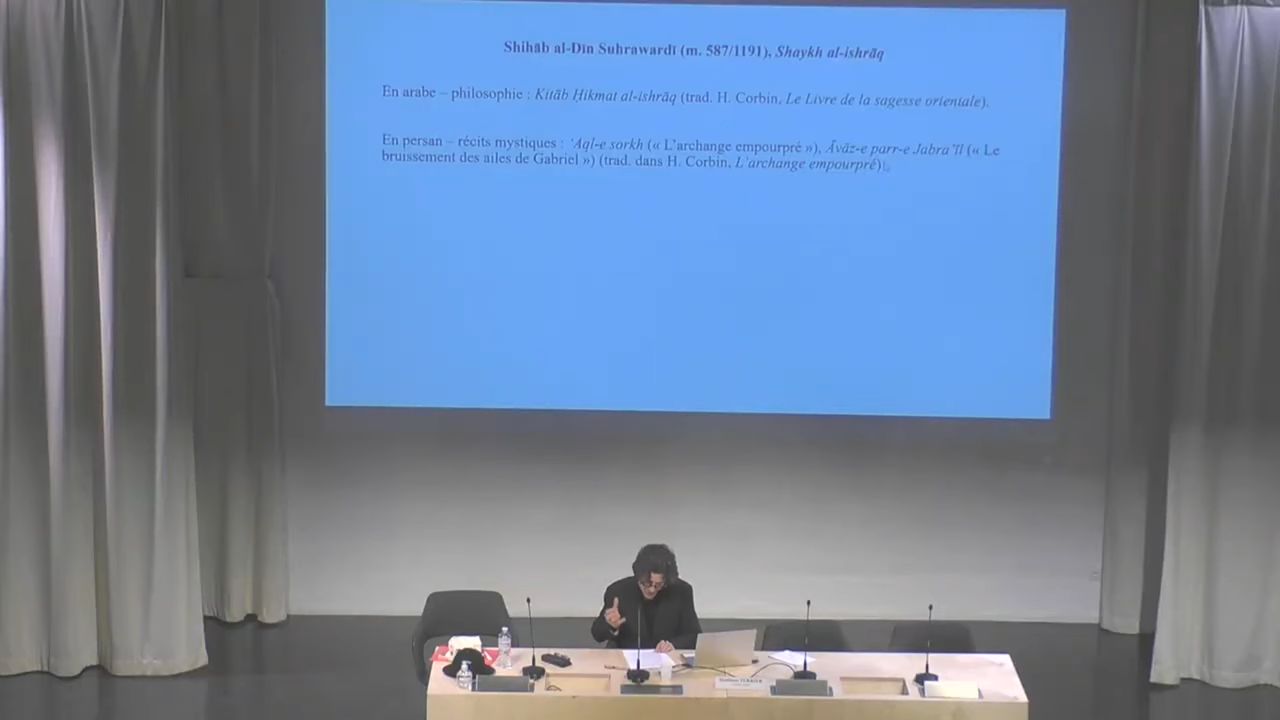 Shihāb al-Dīn Suhrawardī (m. 587/1191), Shaykh al-ishrāq
En arabe – philosophie : Kitāb Ḥikmat al-ishrāq (trad. H. Corbin, Le Livre de la sagesse orientale).
En persan – récits mystiques : ʿAql-e sorkh (« L’archange empourpré »), Āvāz-e parr-e Jabraʾīl (« Le
bruissement des ailes de Gabriel ») (trad. dans H. Corbin, L’archange empourpré).